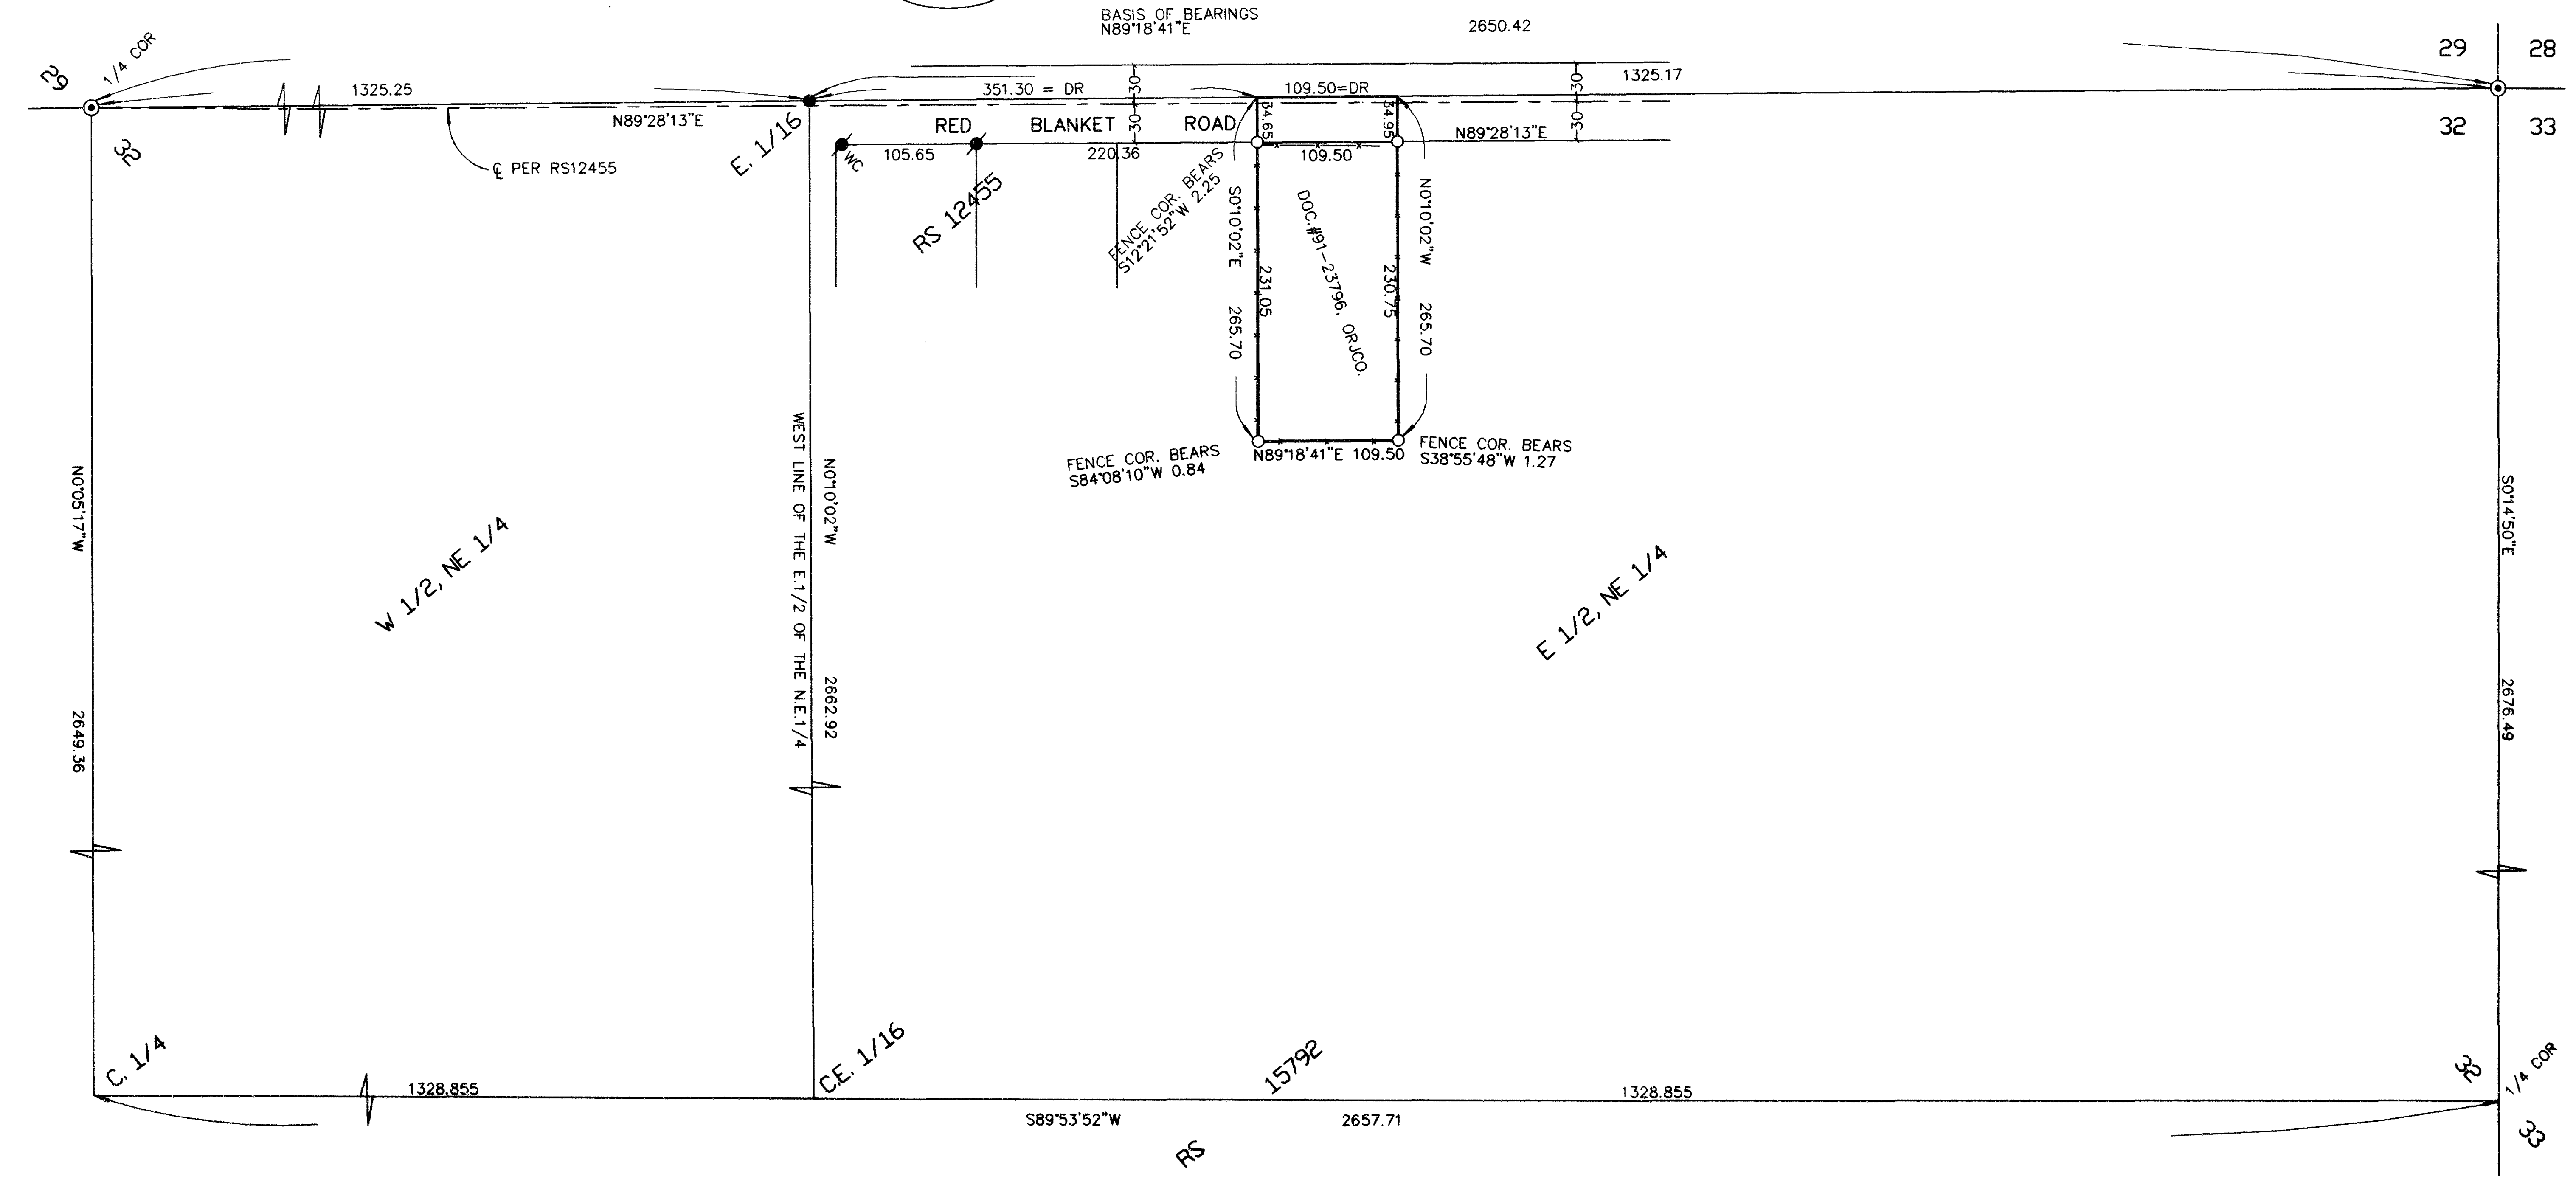 BASIS OF BEARINGS
N89°18'41"E
2650.42
29
28
1/4 COR
29
1325.25
351.30 = DR
30
109.50=DR
30
1325.17
32
N89°28'13"E
E. 1/16
RED BLANKET ROAD
30
34.65
34.95
N89°28'13"E
30
32
33
℄ PER RS12455
WC
105.65
220.36
109.50
RS 12455
FENCE COR. BEARS
S12°21'52"W 2.25
S0°10'02"E 265.70
231.05
DOC.#91-23796, ORJCO.
230.75
N0°10'02"W 265.70
FENCE COR. BEARS
S84°08'10"W 0.84
N89°18'41"E 109.50
FENCE COR. BEARS
S38°55'48"W 1.27
N0°05'17"W 2649.36
W 1/2, NE 1/4
WEST LINE OF THE E.1/2 OF THE N.E.1/4
N0°10'02"W 2662.92
E 1/2, NE 1/4
S0°14'50"E 2676.49
C. 1/4
1328.855
C.E. 1/16
15792
1328.855
32
1/4 COR
S89°53'52"W 2657.71
RS
33